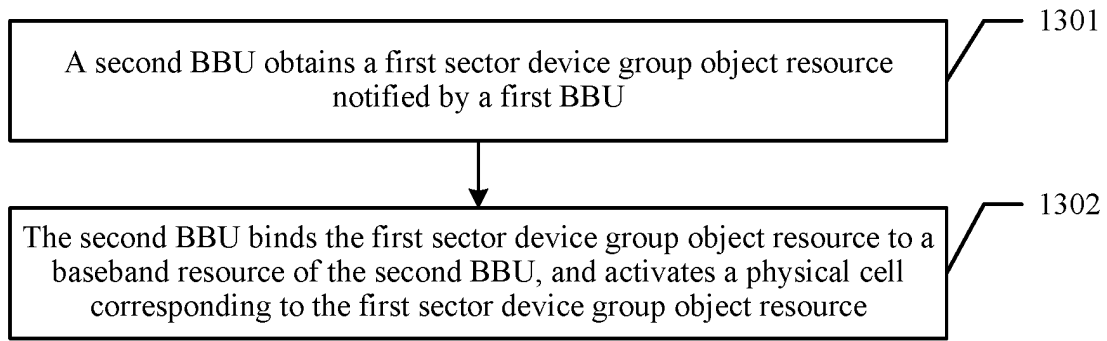 1301
A second BBU obtains a first sector device group object resource
notified by a first BBU
1302
The second BBU binds the first sector device group object resource to a
baseband resource of the second BBU, and activates a physical cell
corresponding to the first sector device group object resource